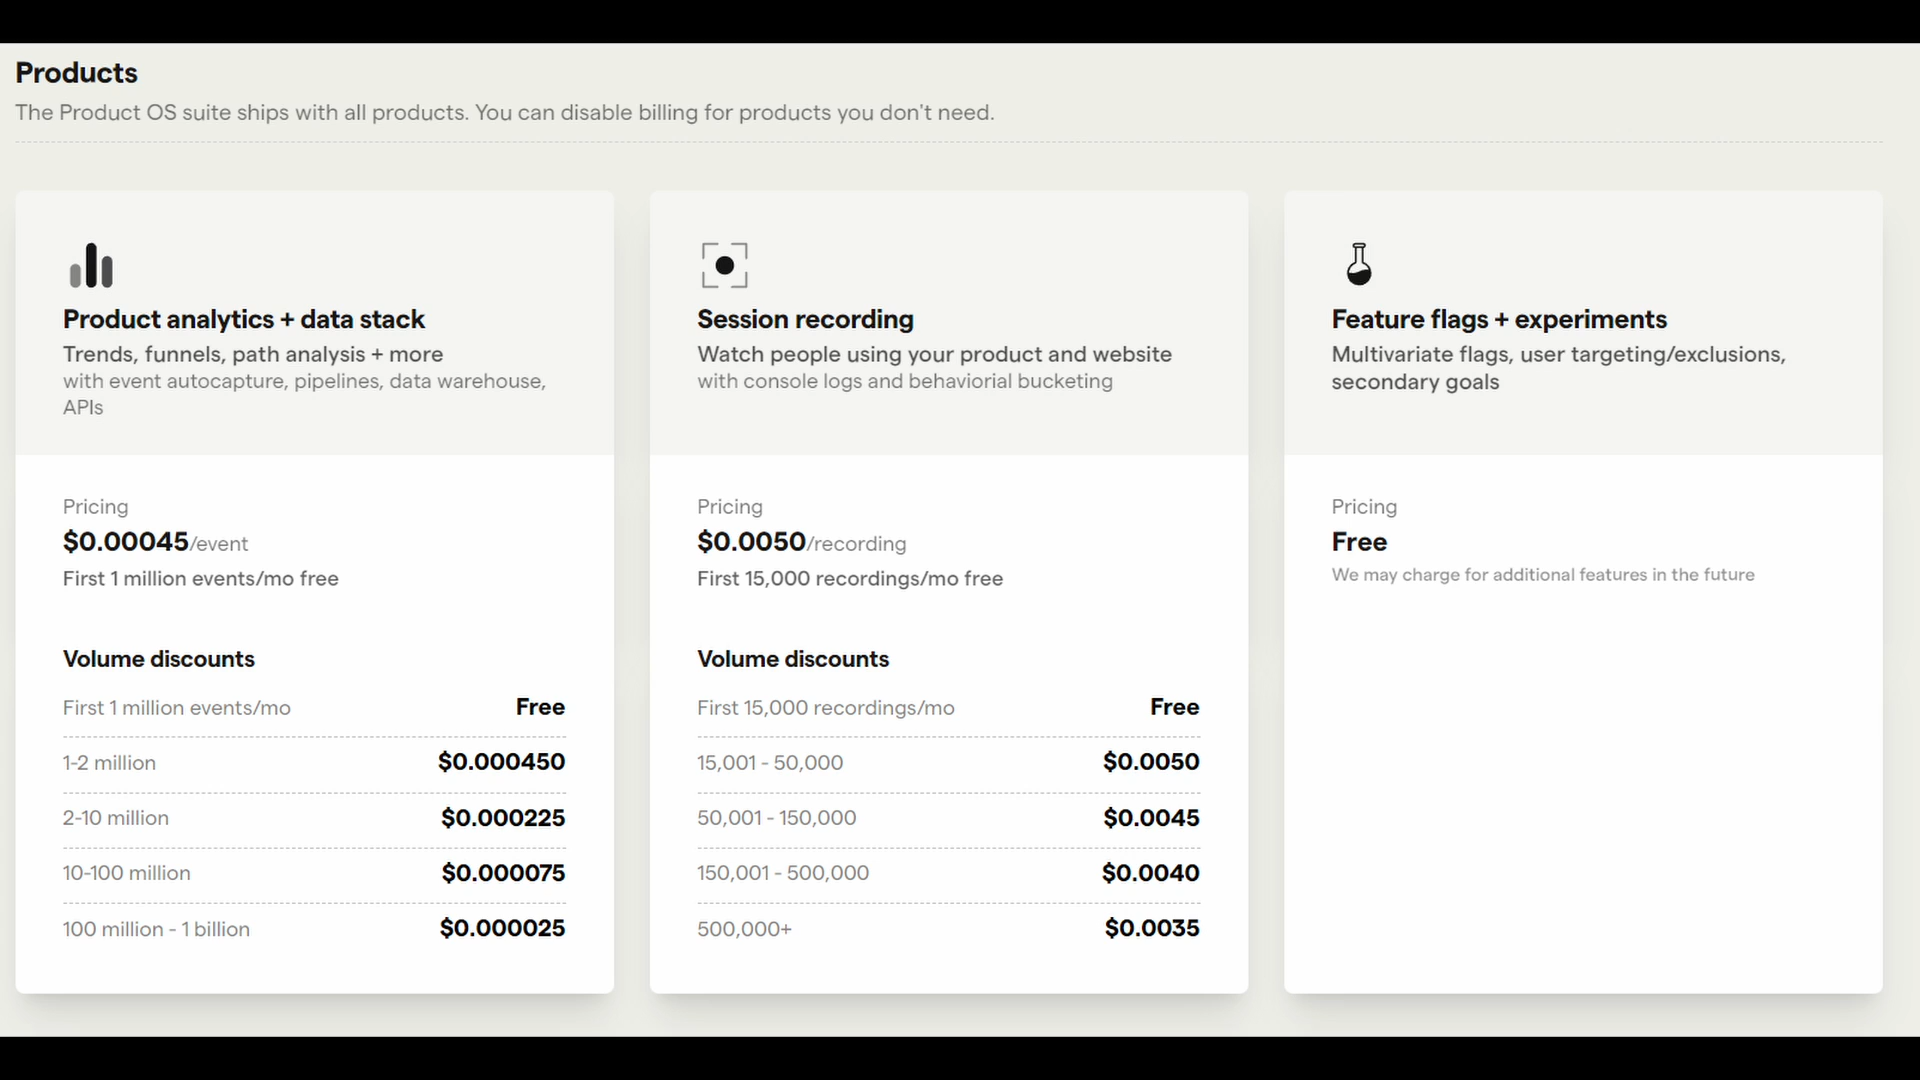 Products
The Product OS suite ships with all products. You can disable billing for products you don't need.
Product analytics + data stack
Trends, funnels, path analysis + more
with event autocapture, pipelines, data warehouse,
APIs
Pricing
$0.00045/event
First 1 million events/mo free
Volume discounts
First 1 million events/mo Free
1-2 million $0.000450
2-10 million $0.000225
10-100 million $0.000075
100 million - 1 billion $0.000025
Session recording
Watch people using your product and website
with console logs and behaviorial bucketing
Pricing
$0.0050/recording
First 15,000 recordings/mo free
Volume discounts
First 15,000 recordings/mo Free
15,001 - 50,000 $0.0050
50,001 - 150,000 $0.0045
150,001 - 500,000 $0.0040
500,000+ $0.0035
Feature flags + experiments
Multivariate flags, user targeting/exclusions,
secondary goals
Pricing
Free
We may charge for additional features in the future